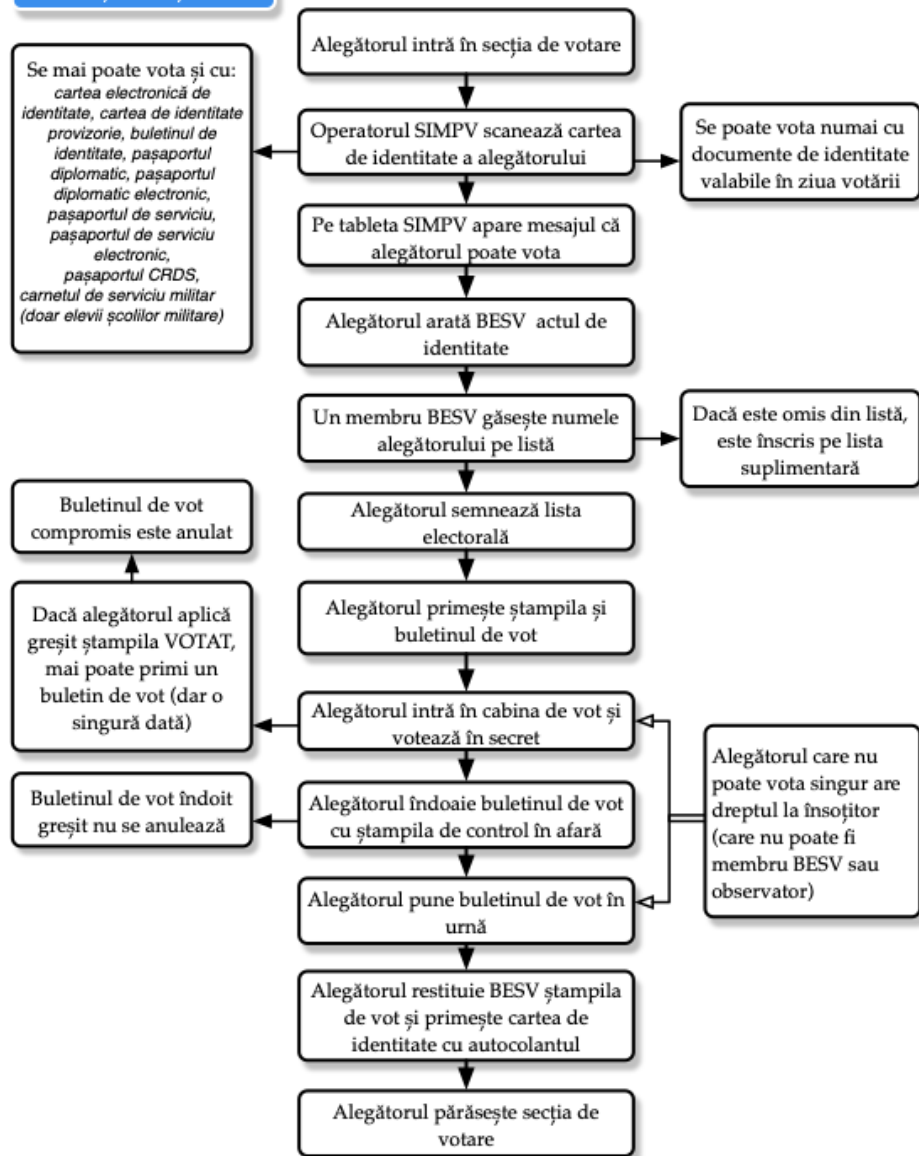 Alegătorul intră în secția de votare
Se mai poate vota și cu:
cartea electronică de
identitate, cartea de identitate
provizorie, buletinul de
identitate, pașaportul
diplomatic, pașaportul
diplomatic electronic,
pașaportul de serviciu,
pașaportul de serviciu
electronic,
pașaportul CRDS,
carnetul de serviciu militar
(doar elevii școlilor militare)
Operatorul SIMPV scanează cartea
de identitate a alegătorului
Se poate vota numai cu
documente de identitate
valabile în ziua votării
Pe tableta SIMPV apare mesajul că
alegătorul poate vota
Alegătorul arată BESV actul de
identitate
Un membru BESV găsește numele
alegătorului pe listă
Dacă este omis din listă,
este înscris pe lista
suplimentară
Alegătorul semnează lista
electorală
Buletinul de vot
compromis este anulat
Alegătorul primește ștampila și
buletinul de vot
Dacă alegătorul aplică
greșit ștampila VOTAT,
mai poate primi un
buletin de vot (dar o
singură dată)
Alegătorul intră în cabina de vot și
votează în secret
Alegătorul care nu
poate vota singur are
dreptul la însoțitor
(care nu poate fi
membru BESV sau
observator)
Buletinul de vot îndoit
greșit nu se anulează
Alegătorul îndoaie buletinul de vot
cu ștampila de control în afară
Alegătorul pune buletinul de vot în
urnă
Alegătorul restituie BESV ștampila
de vot și primește cartea de
identitate cu autocolantul
Alegătorul părăsește secția de
votare